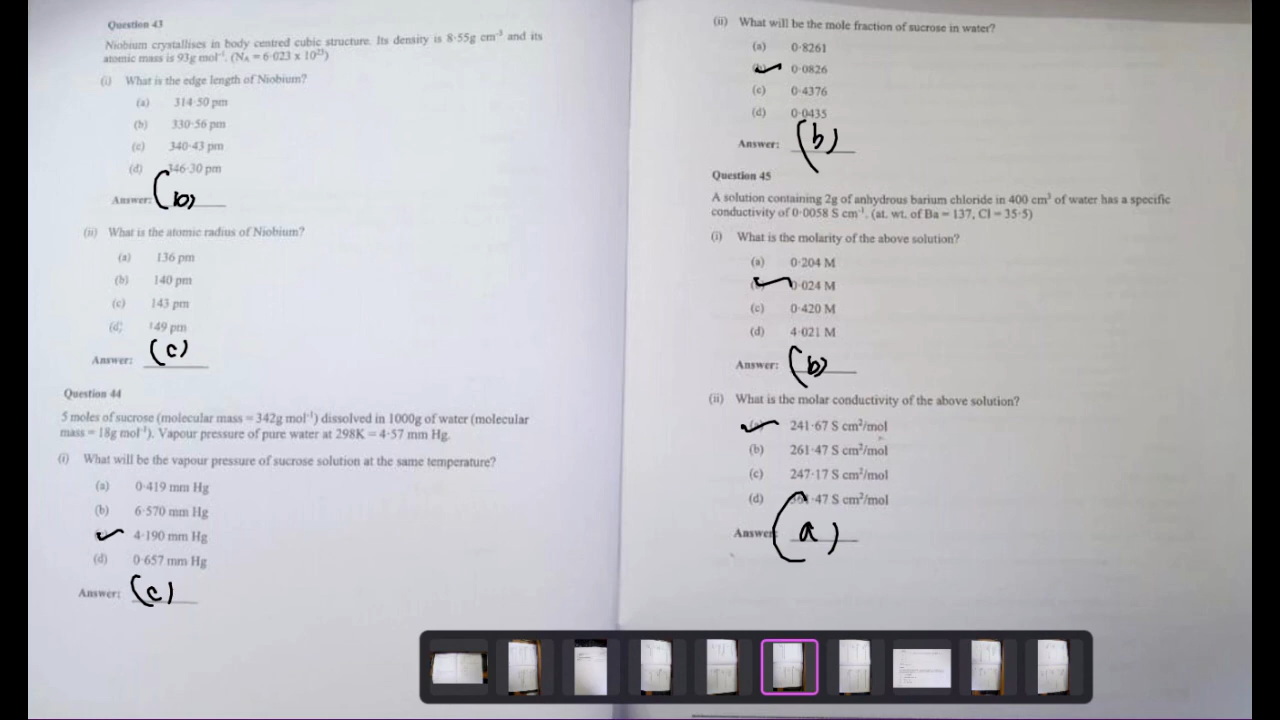 Question 43
Niobium crystallises in body centred cubic structure. Its density is 8·55g cm⁻³ and its
atomic mass is 93g mol⁻¹. (N_A = 6·023 x 10²³)
(i) What is the edge length of Niobium?
(a) 314·50 pm
(b) 330·56 pm
(c) 340·43 pm
(d) 346·30 pm
Answer: (b)
(ii) What is the atomic radius of Niobium?
(a) 136 pm
(b) 140 pm
(c) 143 pm
(d) 149 pm
Answer: (c)
Question 44
5 moles of sucrose (molecular mass = 342g mol⁻¹) dissolved in 1000g of water (molecular
mass = 18g mol⁻¹). Vapour pressure of pure water at 298K = 4·57 mm Hg.
(i) What will be the vapour pressure of sucrose solution at the same temperature?
(a) 0·419 mm Hg
(b) 6·570 mm Hg
4·190 mm Hg
(d) 0·657 mm Hg
Answer: (c)
(ii) What will be the mole fraction of sucrose in water?
(a) 0·8261
0·0826
(c) 0·4376
(d) 0·0435
Answer: (b)
Question 45
A solution containing 2g of anhydrous barium chloride in 400 cm³ of water has a specific
conductivity of 0·0058 S cm⁻¹. (at. wt. of Ba = 137, Cl = 35·5)
(i) What is the molarity of the above solution?
(a) 0·204 M
0·024 M
(c) 0·420 M
(d) 4·021 M
Answer: (b)
(ii) What is the molar conductivity of the above solution?
241·67 S cm²/mol
(b) 261·47 S cm²/mol
(c) 247·17 S cm²/mol
(d) ·47 S cm²/mol
Answer: (a)